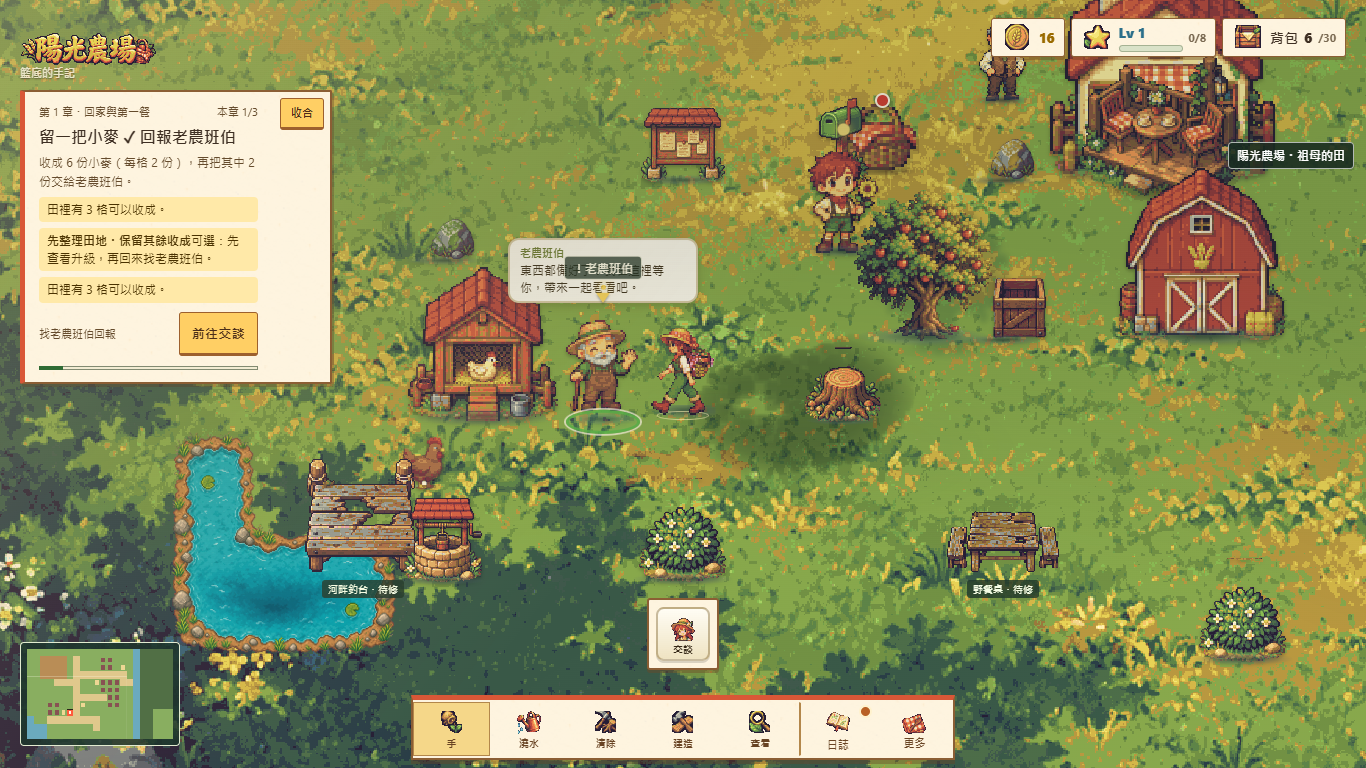 陽光農場
籃底的手記
第 1 章・回家與第一餐
本章 1/3
收合
留一把小麥 ✓ 回報老農班伯
收成 6 份小麥（每格 2 份），再把其中 2
份交給老農班伯。
田裡有 3 格可以收成。
先整理田地・保留其餘收成可選：先
查看升級，再回來找老農班伯。
田裡有 3 格可以收成。
找老農班伯回報
前往交談
16
Lv 1
0/8
背包 6 /30
陽光農場・祖母的田
老農班伯
! 老農班伯
東西都 裡等
你，帶來一起看看吧。
河畔釣台・待修
野餐桌・待修
交談
手
澆水
清除
建造
查看
日誌
更多